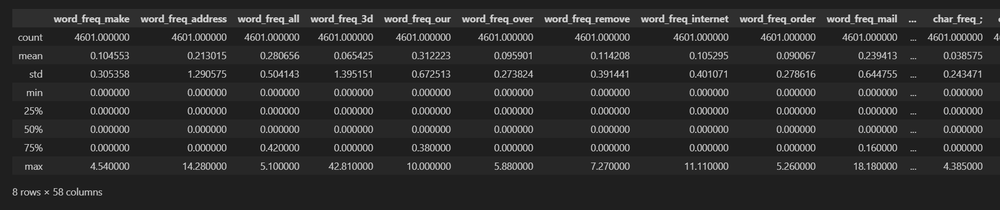 word_freq_make word_freq_address word_freq_all word_freq_3d word_freq_our word_freq_over word_freq_remove word_freq_internet word_freq_order word_freq_mail ... char_freq_;
count 4601.000000 4601.000000 4601.000000 4601.000000 4601.000000 4601.000000 4601.000000 4601.000000 4601.000000 4601.000000 ... 4601.000000
mean 0.104553 0.213015 0.280656 0.065425 0.312223 0.095901 0.114208 0.105295 0.090067 0.239413 ... 0.038575
std 0.305358 1.290575 0.504143 1.395151 0.672513 0.273824 0.391441 0.401071 0.278616 0.644755 ... 0.243471
min 0.000000 0.000000 0.000000 0.000000 0.000000 0.000000 0.000000 0.000000 0.000000 0.000000 ... 0.000000
25% 0.000000 0.000000 0.000000 0.000000 0.000000 0.000000 0.000000 0.000000 0.000000 0.000000 ... 0.000000
50% 0.000000 0.000000 0.000000 0.000000 0.000000 0.000000 0.000000 0.000000 0.000000 0.000000 ... 0.000000
75% 0.000000 0.000000 0.420000 0.000000 0.380000 0.000000 0.000000 0.000000 0.000000 0.160000 ... 0.000000
max 4.540000 14.280000 5.100000 42.810000 10.000000 5.880000 7.270000 11.110000 5.260000 18.180000 ... 4.385000
8 rows × 58 columns